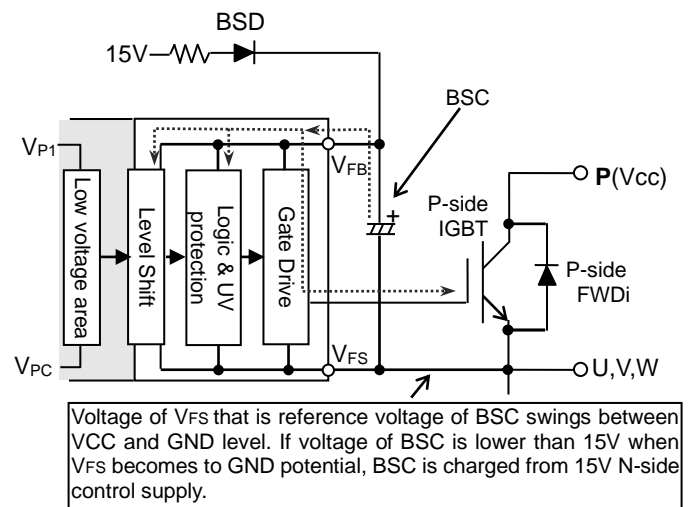 BSD
15V
BSC
VP1
VFB
P(Vcc)
Low voltage area
Level Shift
Logic & UV
protection
Gate Drive
P-side
IGBT
P-side
FWDi
+
VPC
VFS
U,V,W
Voltage of VFS that is reference voltage of BSC swings between
VCC and GND level. If voltage of BSC is lower than 15V when
VFS becomes to GND potential, BSC is charged from 15V N-side
control supply.